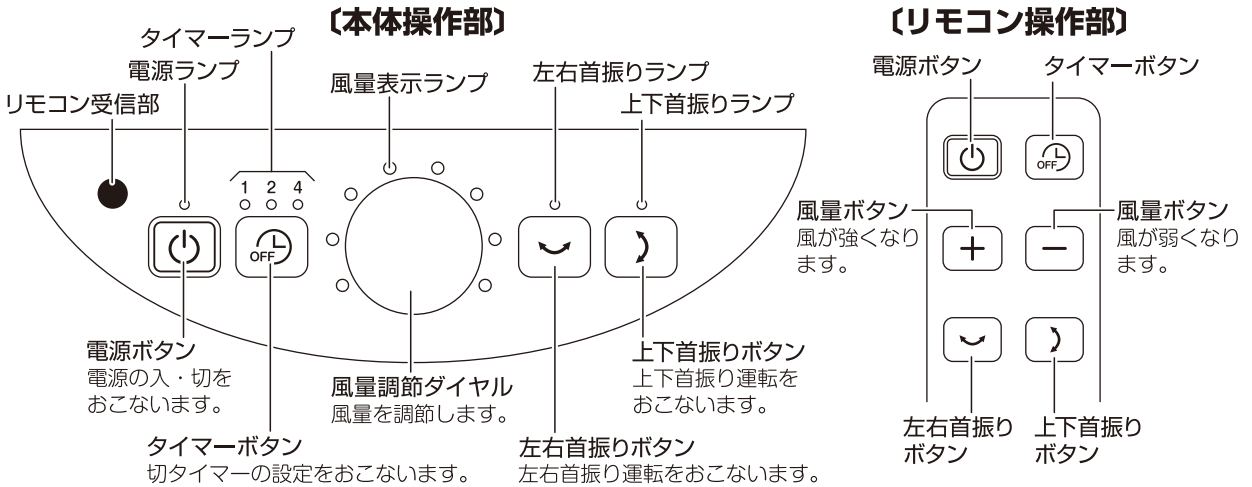 〔本体操作部〕
タイマーランプ
電源ランプ
リモコン受信部
風量表示ランプ
左右首振りランプ
上下首振りランプ
1 2 4
OFF
電源ボタン
電源の入・切を
おこないます。
タイマーボタン
切タイマーの設定をおこないます。
風量調節ダイヤル
風量を調節します。
左右首振りボタン
左右首振り運転をおこないます。
上下首振りボタン
上下首振り運転を
おこないます。
〔リモコン操作部〕
電源ボタン
タイマーボタン
OFF
風量ボタン
風が強くなり
ます。
+
−
風量ボタン
風が弱くなり
ます。
左右首振り
ボタン
上下首振り
ボタン